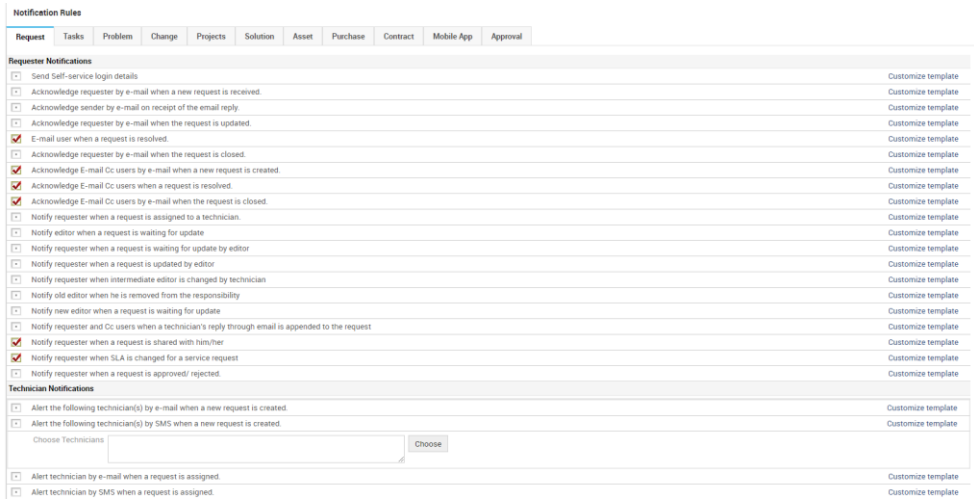 Notification Rules
Request Tasks Problem Change Projects Solution Asset Purchase Contract Mobile App Approval
Requester Notifications
Send Self-service login details Customize template
Acknowledge requester by e-mail when a new request is received. Customize template
Acknowledge sender by e-mail on receipt of the email reply. Customize template
Acknowledge requester by e-mail when the request is updated. Customize template
E-mail user when a request is resolved. Customize template
Acknowledge requester by e-mail when the request is closed. Customize template
Acknowledge E-mail Cc users by e-mail when a new request is created. Customize template
Acknowledge E-mail Cc users when a request is resolved. Customize template
Acknowledge E-mail Cc users by e-mail when the request is closed. Customize template
Notify requester when a request is assigned to a technician. Customize template
Notify editor when a request is waiting for update Customize template
Notify requester when a request is waiting for update by editor Customize template
Notify requester when a request is updated by editor Customize template
Notify requester when intermediate editor is changed by technician Customize template
Notify old editor when he is removed from the responsibility Customize template
Notify new editor when a request is waiting for update Customize template
Notify requester and Cc users when a technician's reply through email is appended to the request Customize template
Notify requester when a request is shared with him/her Customize template
Notify requester when SLA is changed for a service request Customize template
Notify requester when a request is approved/ rejected. Customize template
Technician Notifications
Alert the following technician(s) by e-mail when a new request is created. Customize template
Alert the following technician(s) by SMS when a new request is created. Customize template
Choose Technicians Choose
Alert technician by e-mail when a request is assigned. Customize template
Alert technician by SMS when a request is assigned. Customize template